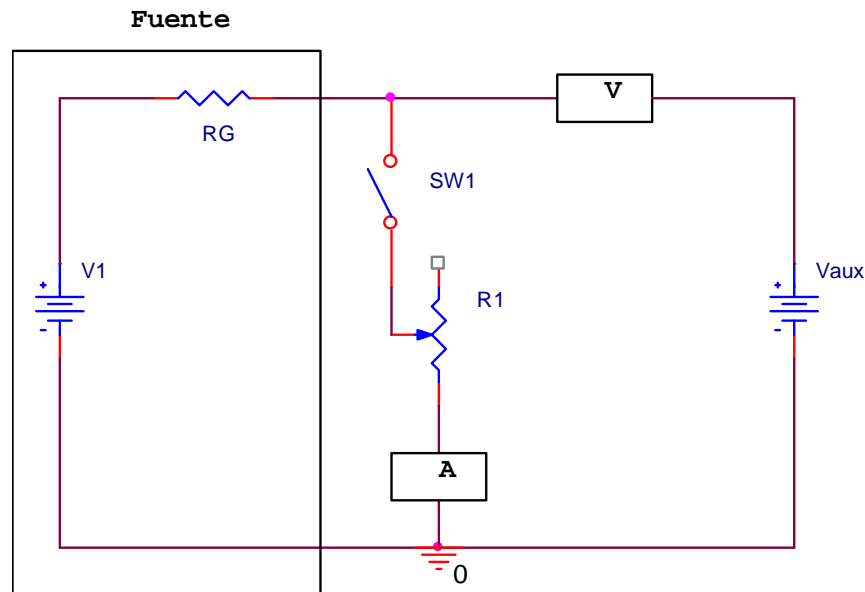 Fuente
V
RG
SW1
V1
+
-
R1
Vaux
+
-
A
0